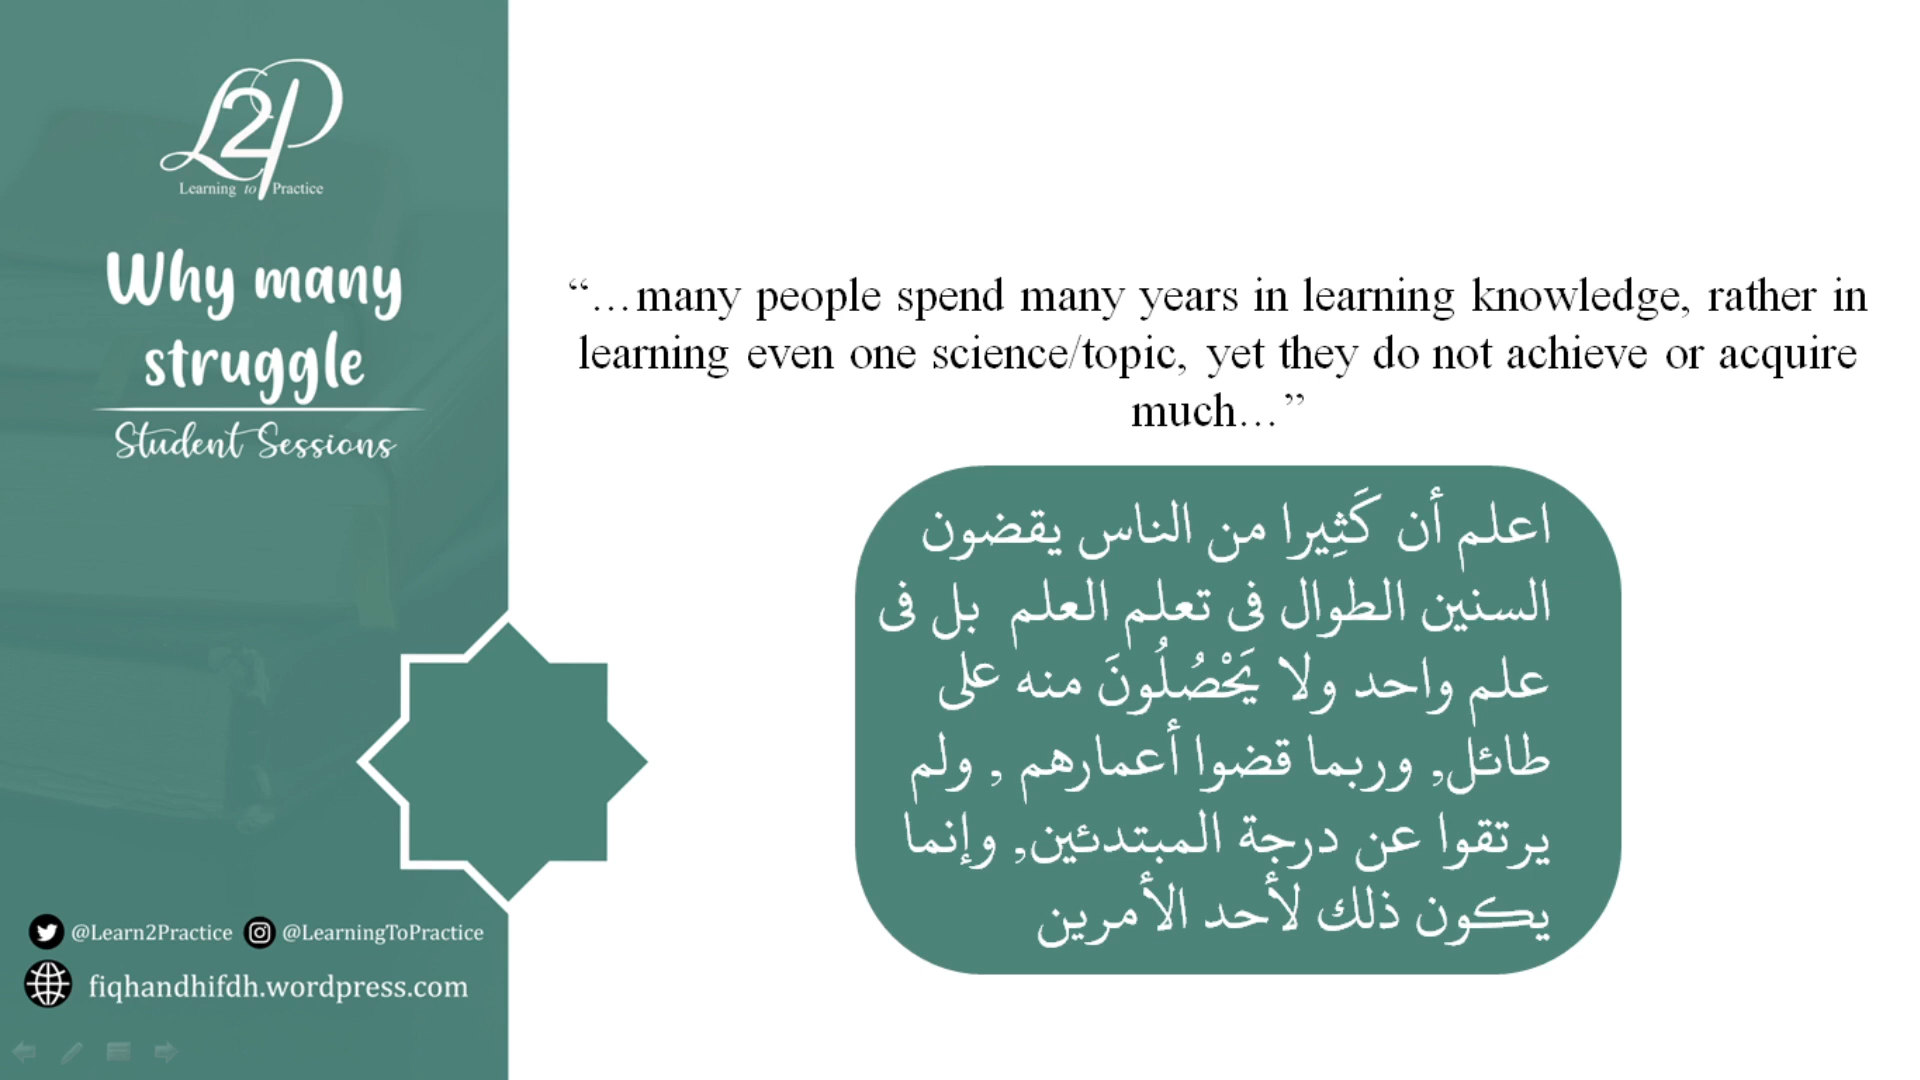 L2P
Learning to Practice
Why many
struggle
Student Sessions
“…many people spend many years in learning knowledge, rather in
learning even one science/topic, yet they do not achieve or acquire
much…”
اعلم أن كَثِيرا من الناس يقضون
السنين الطوال فى تعلم العلم بل فى
علم واحد ولا يَحْصُلُونَ منه على
طائل, وربما قضوا أعمارهم , ولم
يرتقوا عن درجة المبتدئين, وإنما
يكون ذلك لأحد الأمرين
@Learn2Practice @LearningToPractice
fiqhandhifdh.wordpress.com